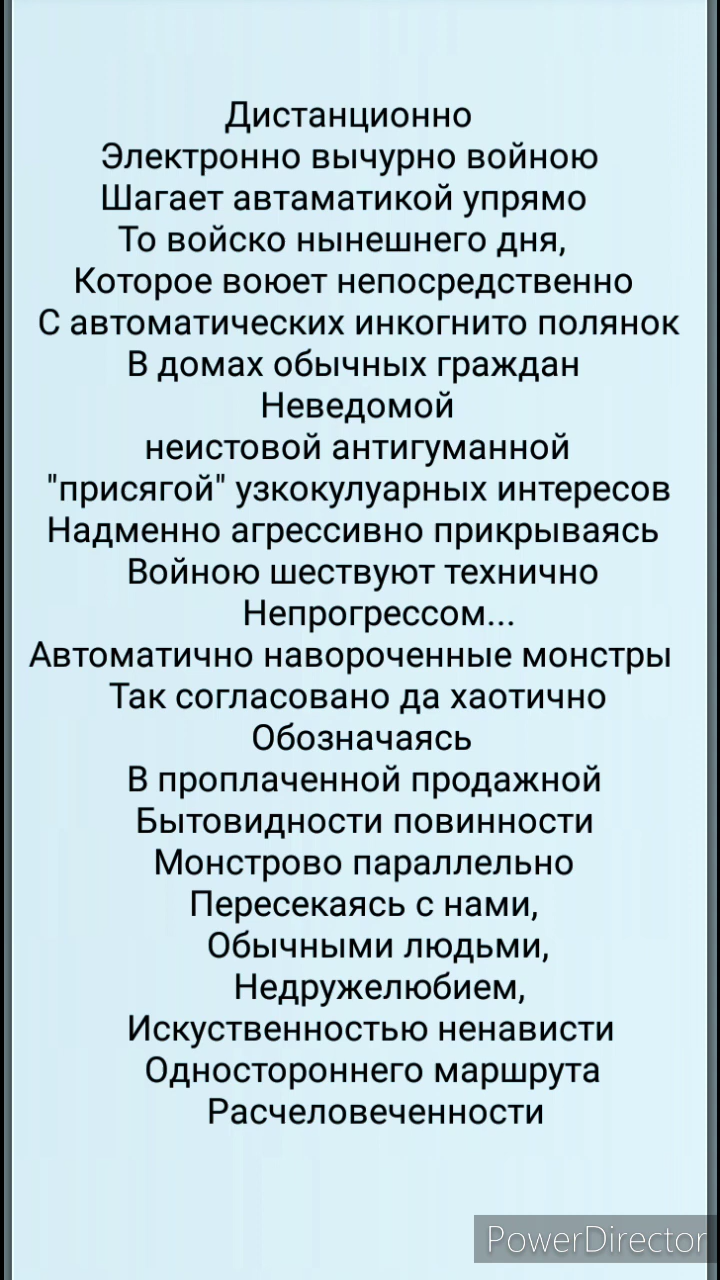 Дистанционно
Электронно вычурно войною
Шагает автаматикой упрямо
То войско нынешнего дня,
Которое воюет непосредственно
С автоматических инкогнито полянок
В домах обычных граждан
Неведомой
неистовой антигуманной
"присягой" узкокулуарных интересов
Надменно агрессивно прикрываясь
Войною шествуют технично
Непрогрессом...
Автоматично навороченные монстры
Так согласовано да хаотично
Обозначаясь
В проплаченной продажной
Бытовидности повинности
Монстрово параллельно
Пересекаясь с нами,
Обычными людьми,
Недружелюбием,
Искуственностью ненависти
Одностороннего маршрута
Расчеловеченности
PowerDirector